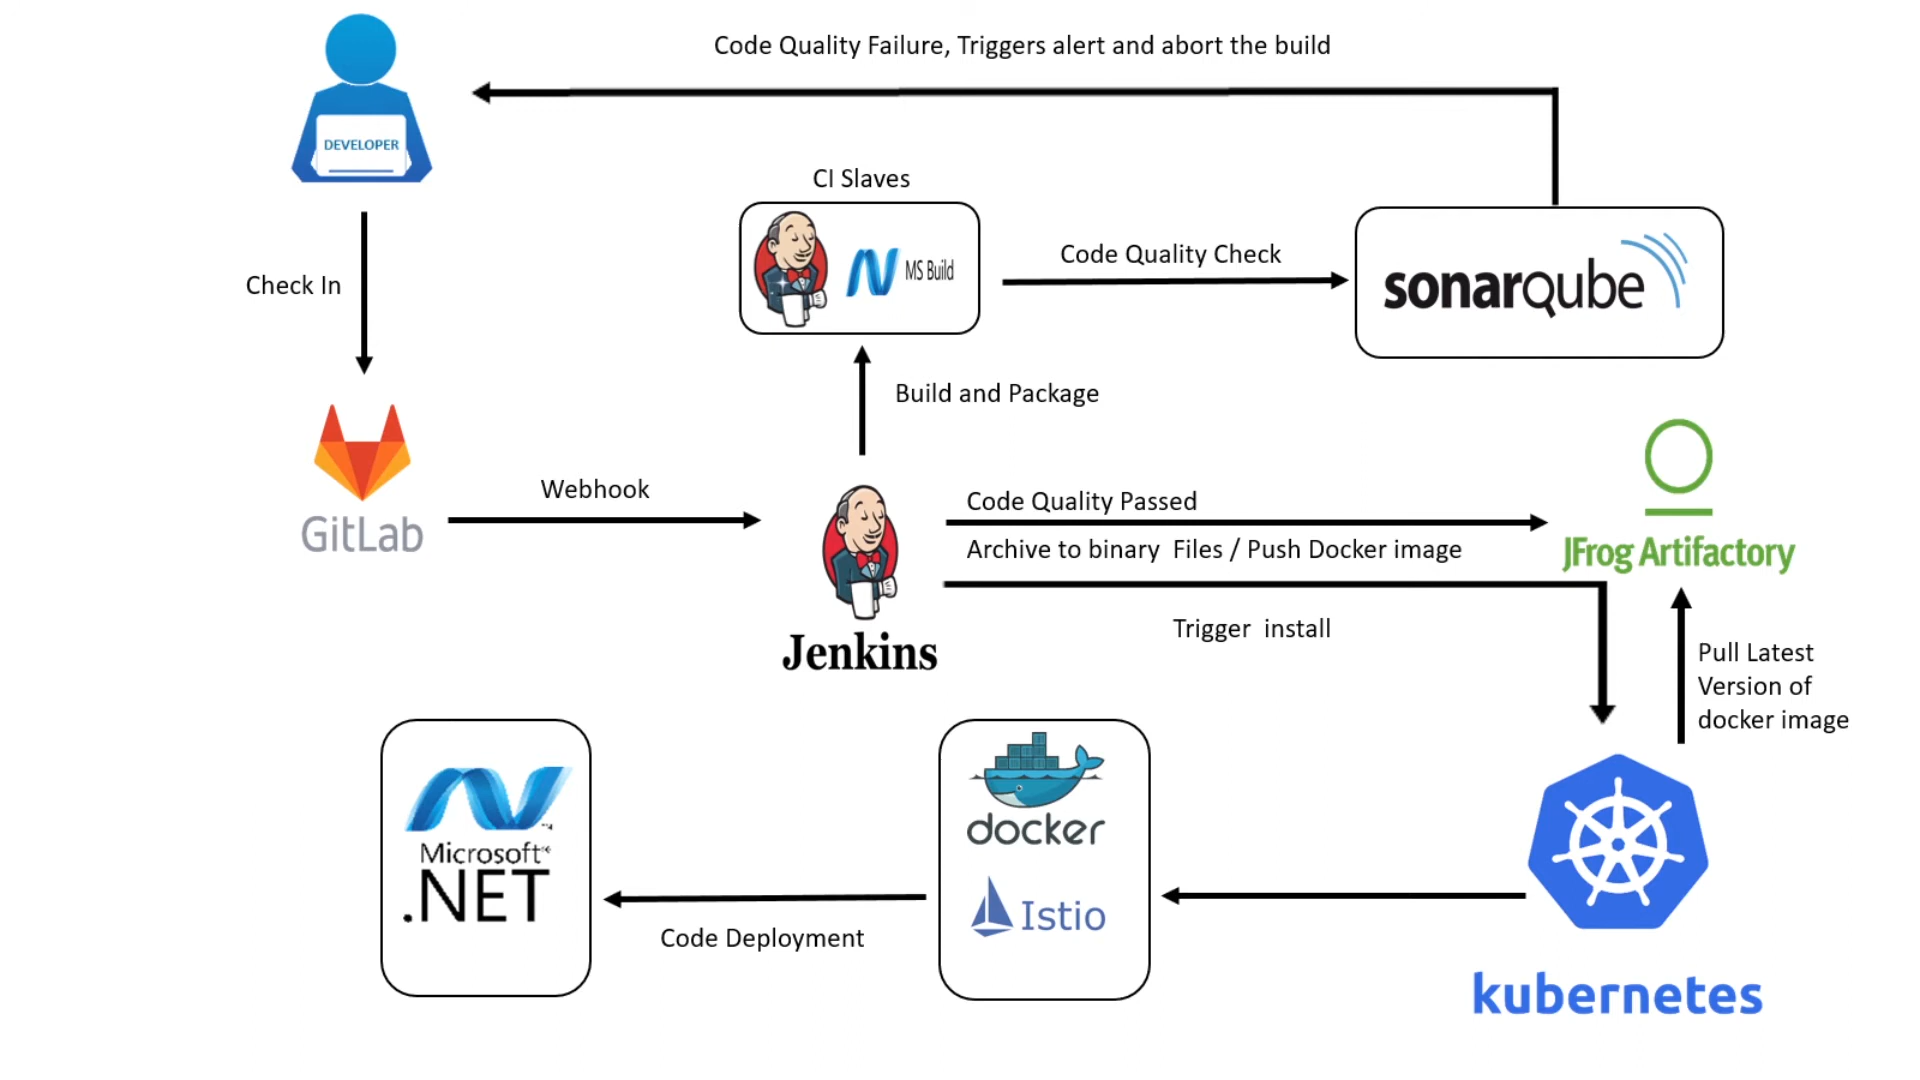 Code Quality Failure, Triggers alert and abort the build
DEVELOPER
CI Slaves
MS Build
Code Quality Check
sonarqube
Check In
Build and Package
GitLab
Webhook
Jenkins
Code Quality Passed
Archive to binary  Files / Push Docker image
JFrog Artifactory
Trigger  install
Pull Latest
Version of
docker image
Microsoft
.NET
docker
Istio
Code Deployment
kubernetes